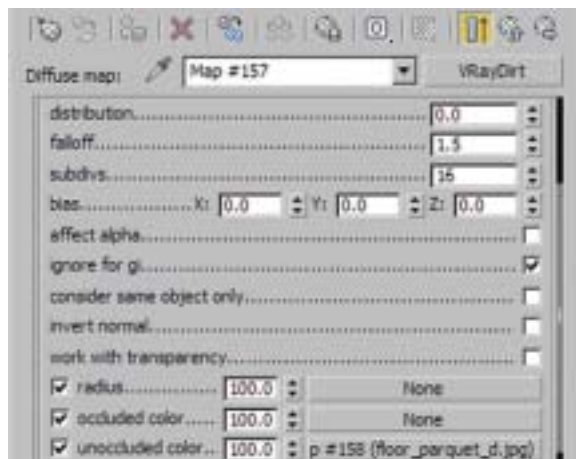 Diffuse map: Map #157 VRayDirt
distribution........................ 0.0
falloff........................ 1.5
subdivs........................ 16
bias............ X: 0.0 Y: 0.0 Z: 0.0
affect alpha........................
ignore for gi........................
consider same object only........................
invert normal........................
work with transparency........................
radius............ 100.0 None
occluded color..... 100.0 None
unoccluded color.. 100.0 p #158 (floor_parquet_d.jpg)